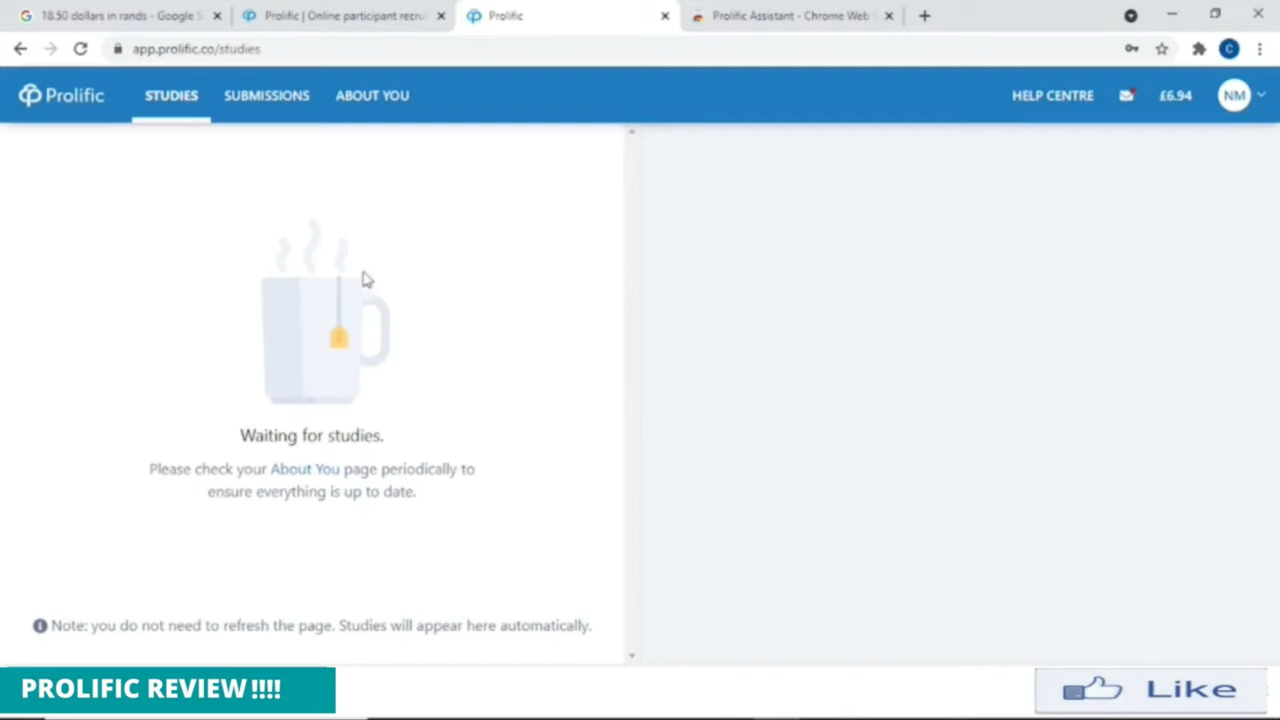 18.50 dollars in rands - Google S
Prolific | Online participant recru
Prolific
Prolific Assistant - Chrome Web
app.prolific.co/studies
C
Prolific
STUDIES
SUBMISSIONS
ABOUT YOU
HELP CENTRE
£6.94
NM
Waiting for studies.
Please check your About You page periodically to
ensure everything is up to date.
Note: you do not need to refresh the page. Studies will appear here automatically.
PROLIFIC REVIEW!!!!
Like